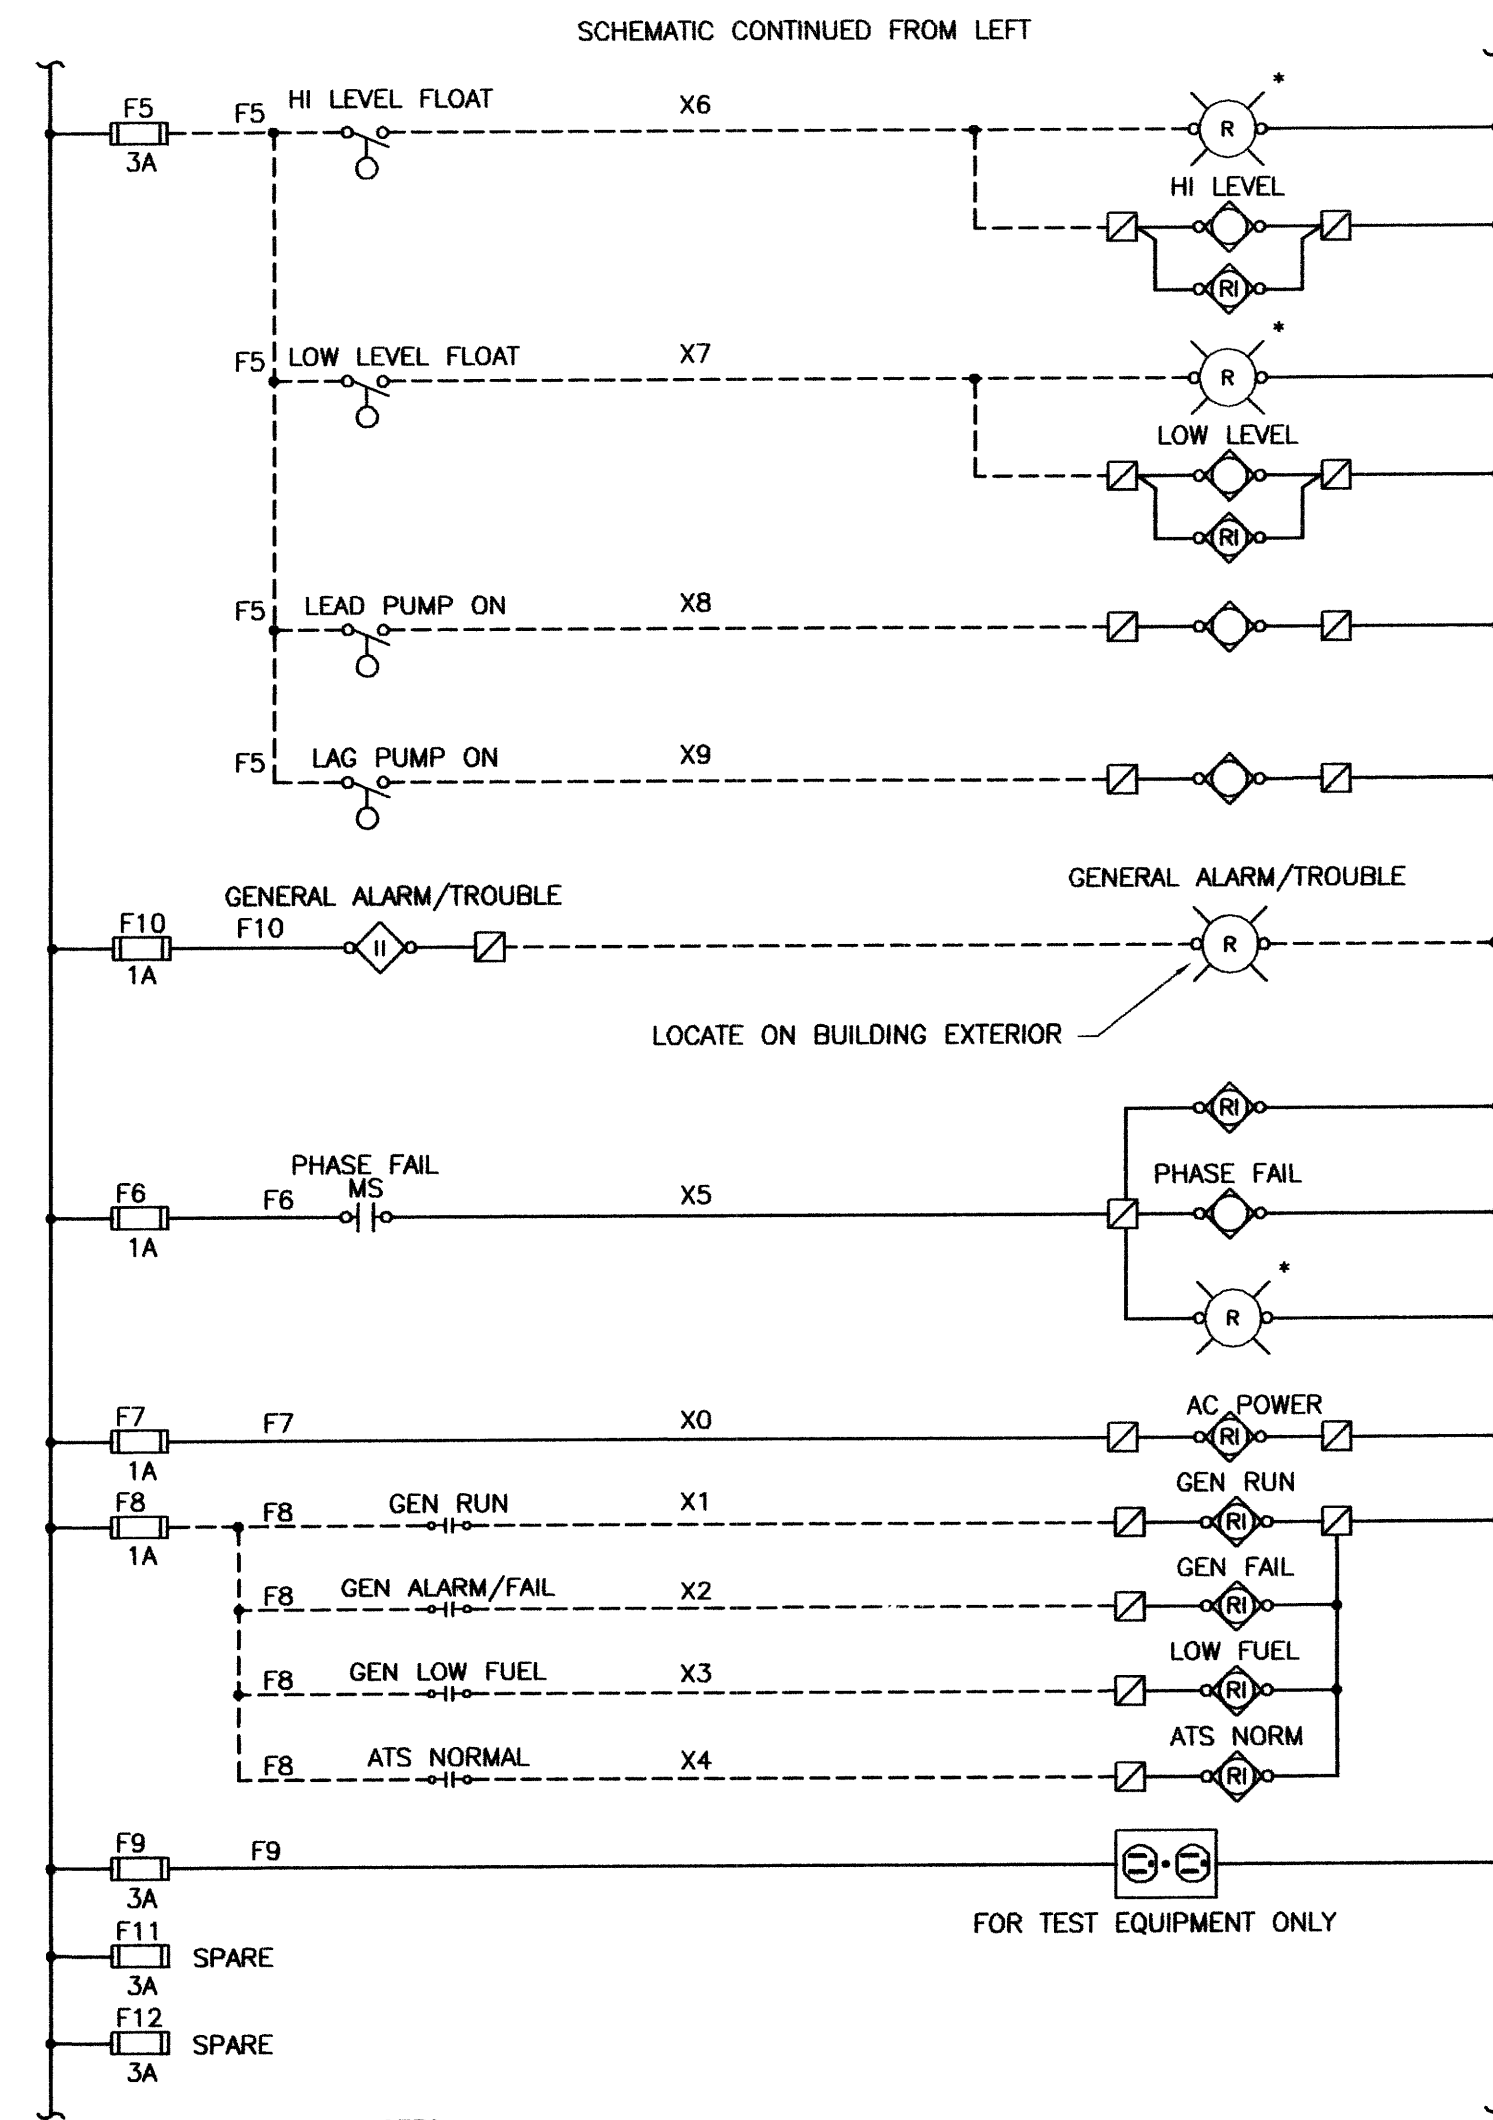 SCHEMATIC CONTINUED FROM LEFT
F5 F5 HI LEVEL FLOAT X6 *
R
3A
HI LEVEL
RI
F5 LOW LEVEL FLOAT X7 *
R
LOW LEVEL
RI
F5 LEAD PUMP ON X8
F5 LAG PUMP ON X9
GENERAL ALARM/TROUBLE GENERAL ALARM/TROUBLE
F10 F10
II R
1A
LOCATE ON BUILDING EXTERIOR
RI
PHASE FAIL PHASE FAIL
F6 F6 MS X5
1A
*
R
F7 F7 X0 AC POWER
RI
1A
GEN RUN
F8 F8 GEN RUN X1
RI
1A
GEN FAIL
F8 GEN ALARM/FAIL X2
RI
LOW FUEL
F8 GEN LOW FUEL X3
RI
ATS NORM
F8 ATS NORMAL X4
RI
F9 F9
3A
FOR TEST EQUIPMENT ONLY
F11
SPARE
3A
F12
SPARE
3A